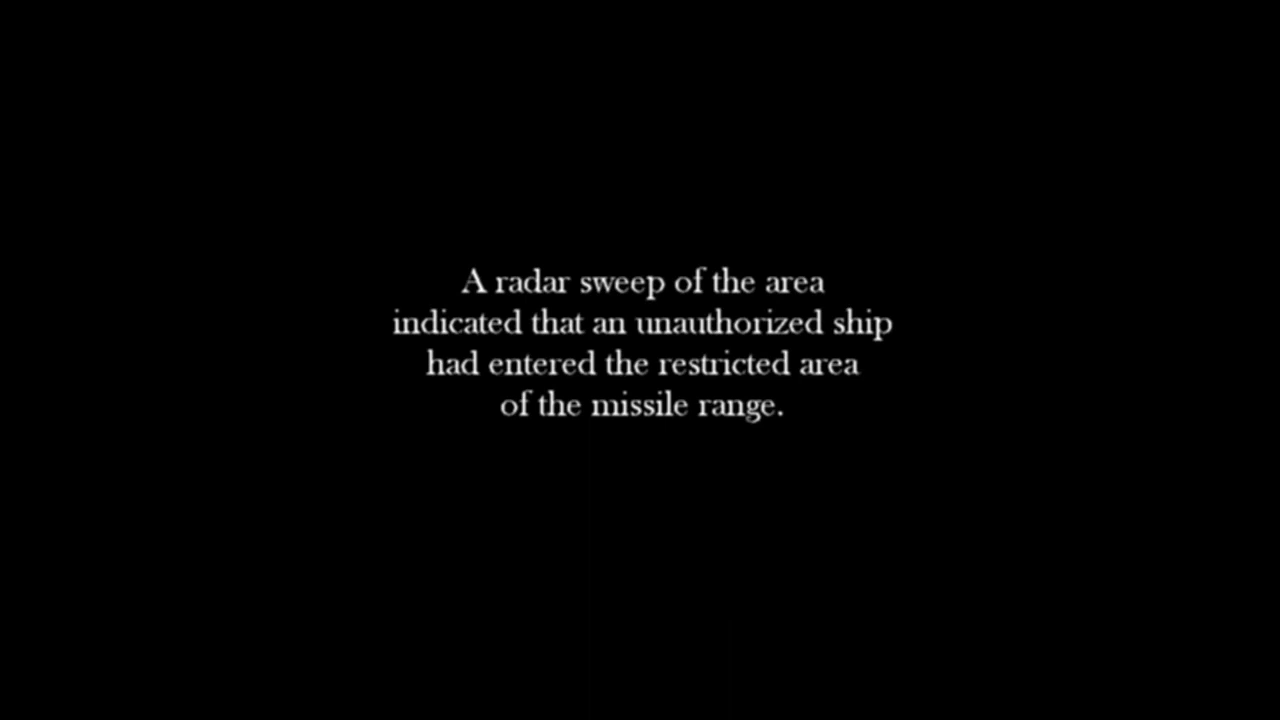 A radar sweep of the area
indicated that an unauthorized ship
had entered the restricted area
of the missile range.